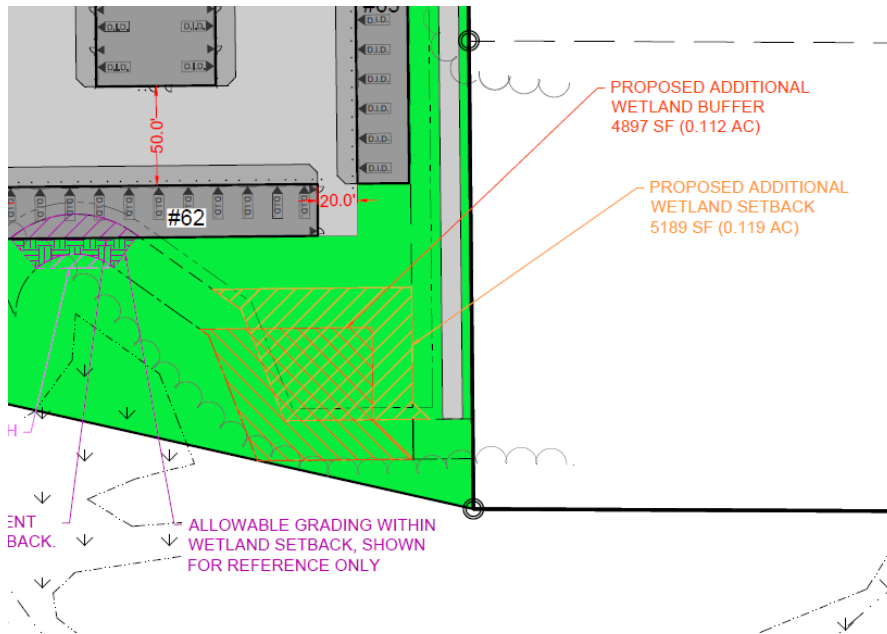 #63
D.I.D. D.I.D.
D.I.D.
D.I.D.
D.I.D. D.I.D.
D.I.D.
D.I.D.
D.I.D.
D.I.D.
50.0'
20.0'
#62
PROPOSED ADDITIONAL
WETLAND BUFFER
4897 SF (0.112 AC)
PROPOSED ADDITIONAL
WETLAND SETBACK
5189 SF (0.119 AC)
H
ENT
BACK.
ALLOWABLE GRADING WITHIN
WETLAND SETBACK, SHOWN
FOR REFERENCE ONLY